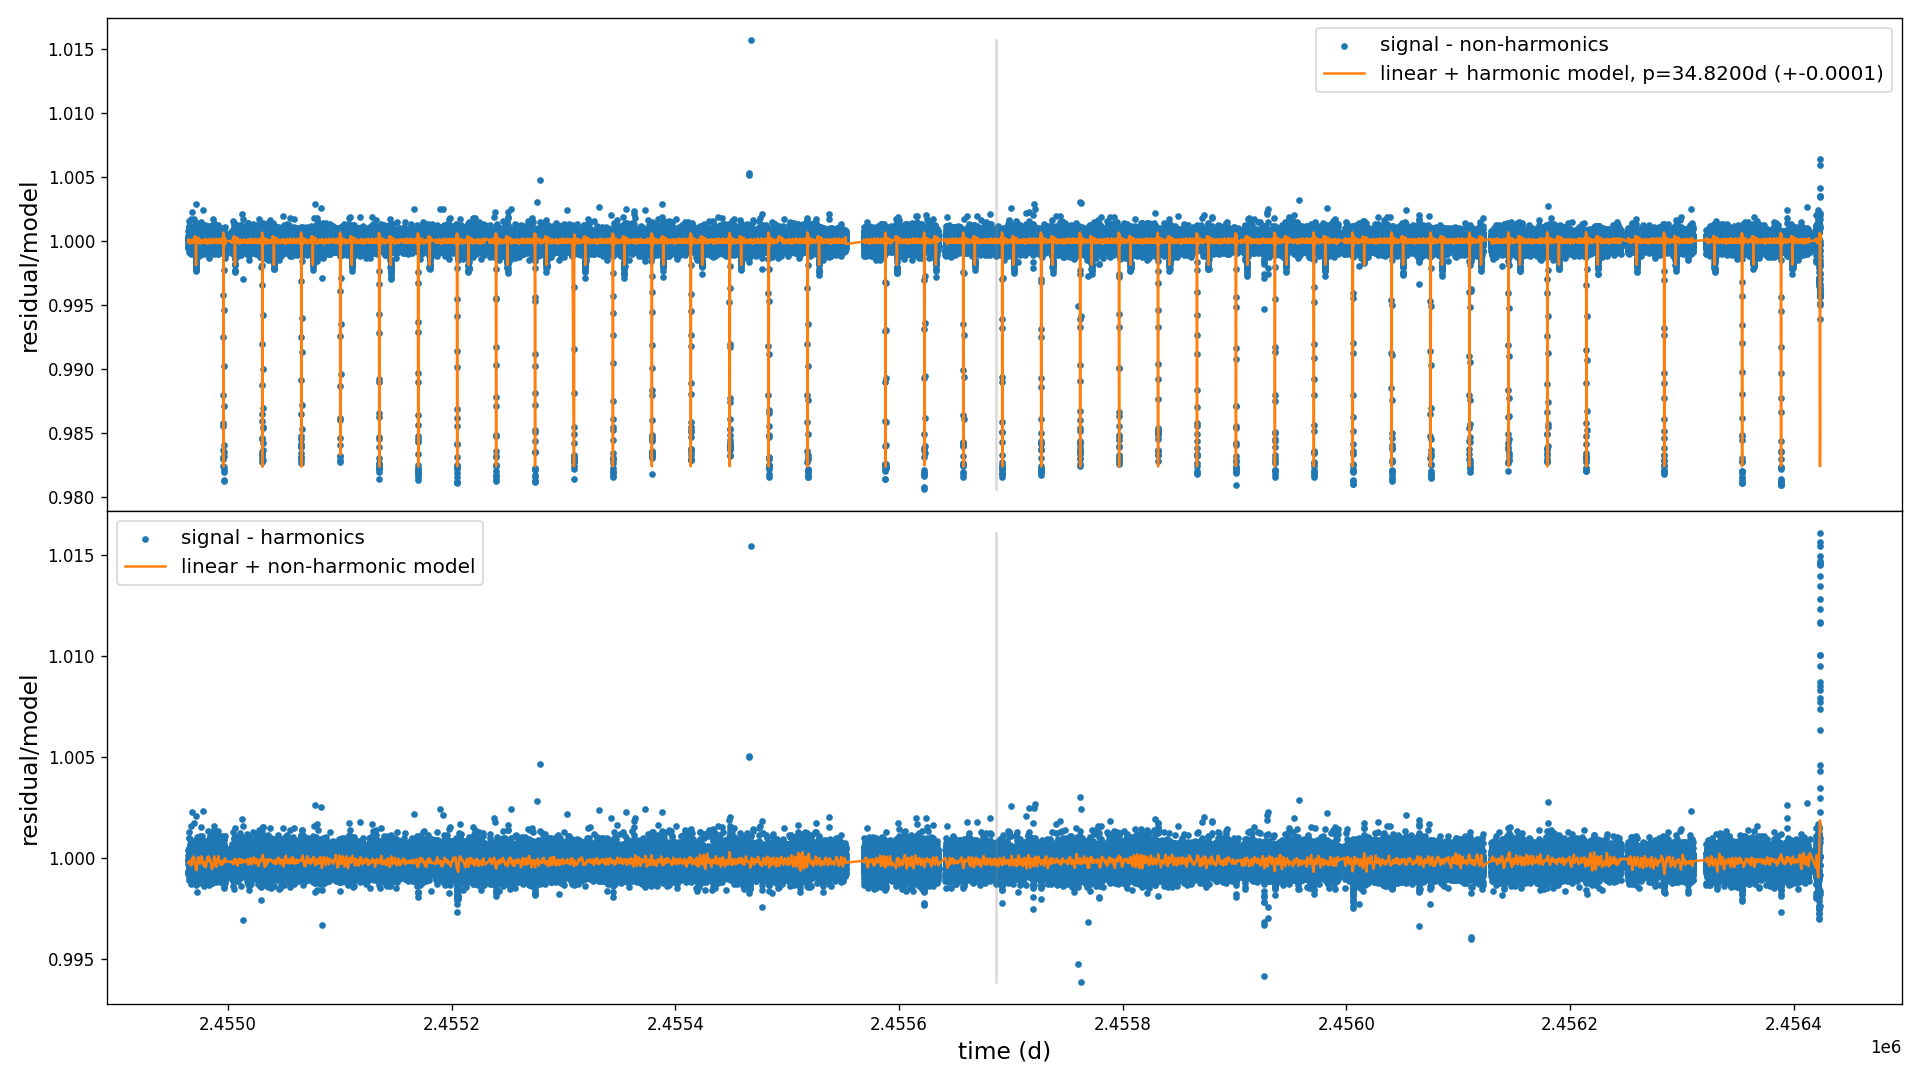 1.015
1.010
1.005
1.000
0.995
0.990
0.985
0.980
residual/model
signal - non-harmonics
linear + harmonic model, p=34.8200d (+-0.0001)
signal - harmonics
linear + non-harmonic model
1.015
1.010
1.005
1.000
0.995
residual/model
2.4550
2.4552
2.4554
2.4556
2.4558
2.4560
2.4562
2.4564
1e6
time (d)